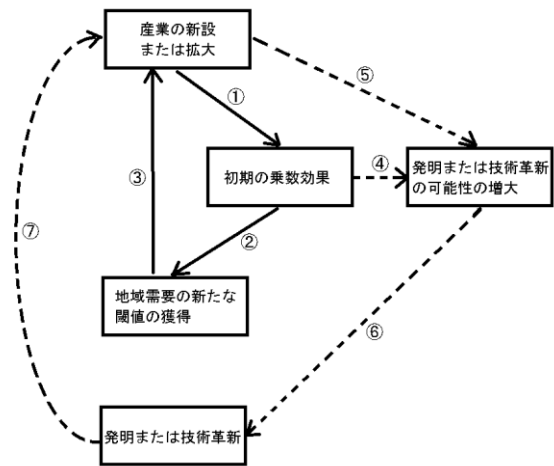 産業の新設
または拡大
⑤
①
③
初期の乗数効果
④
発明または技術革新
の可能性の増大
⑦
②
地域需要の新たな
閾値の獲得
⑥
発明または技術革新